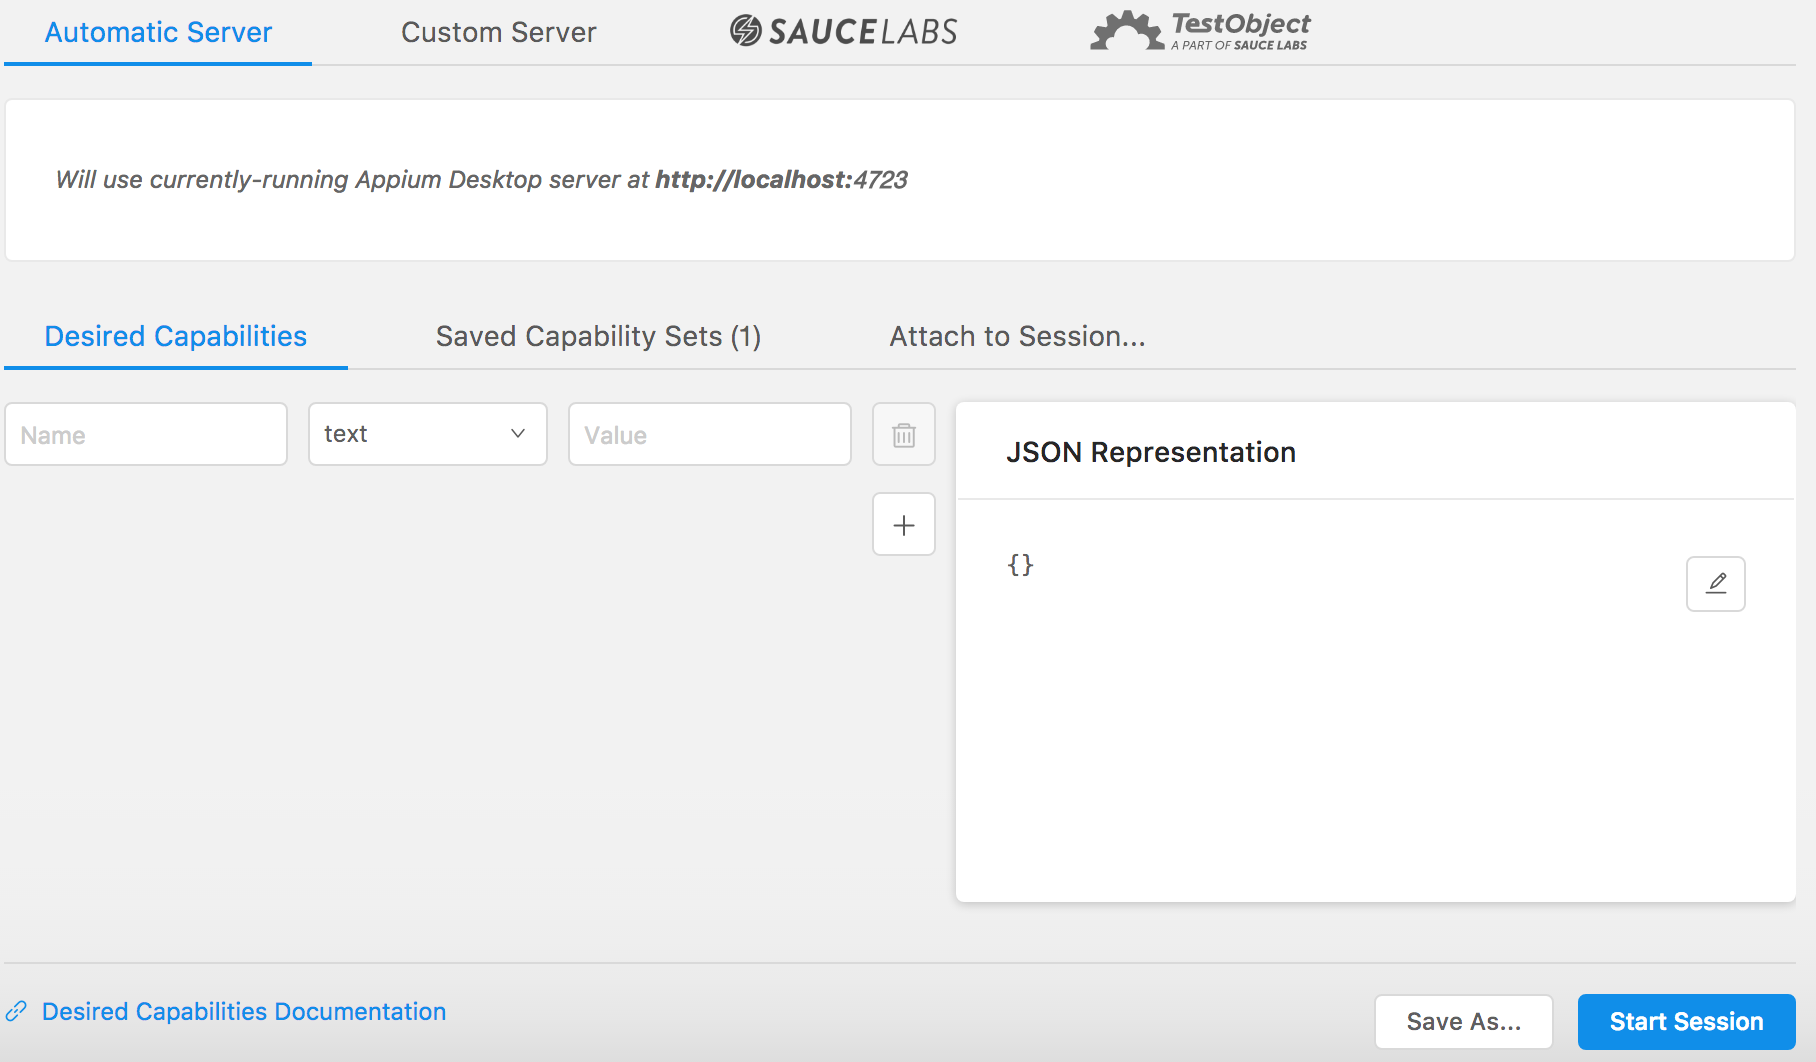 Automatic Server
Custom Server
SAUCELABS
TestObject
A PART OF SAUCE LABS
Will use currently-running Appium Desktop server at http://localhost:4723
Desired Capabilities
Saved Capability Sets (1)
Attach to Session...
Name
text
Value
JSON Representation
{}
Desired Capabilities Documentation
Save As...
Start Session